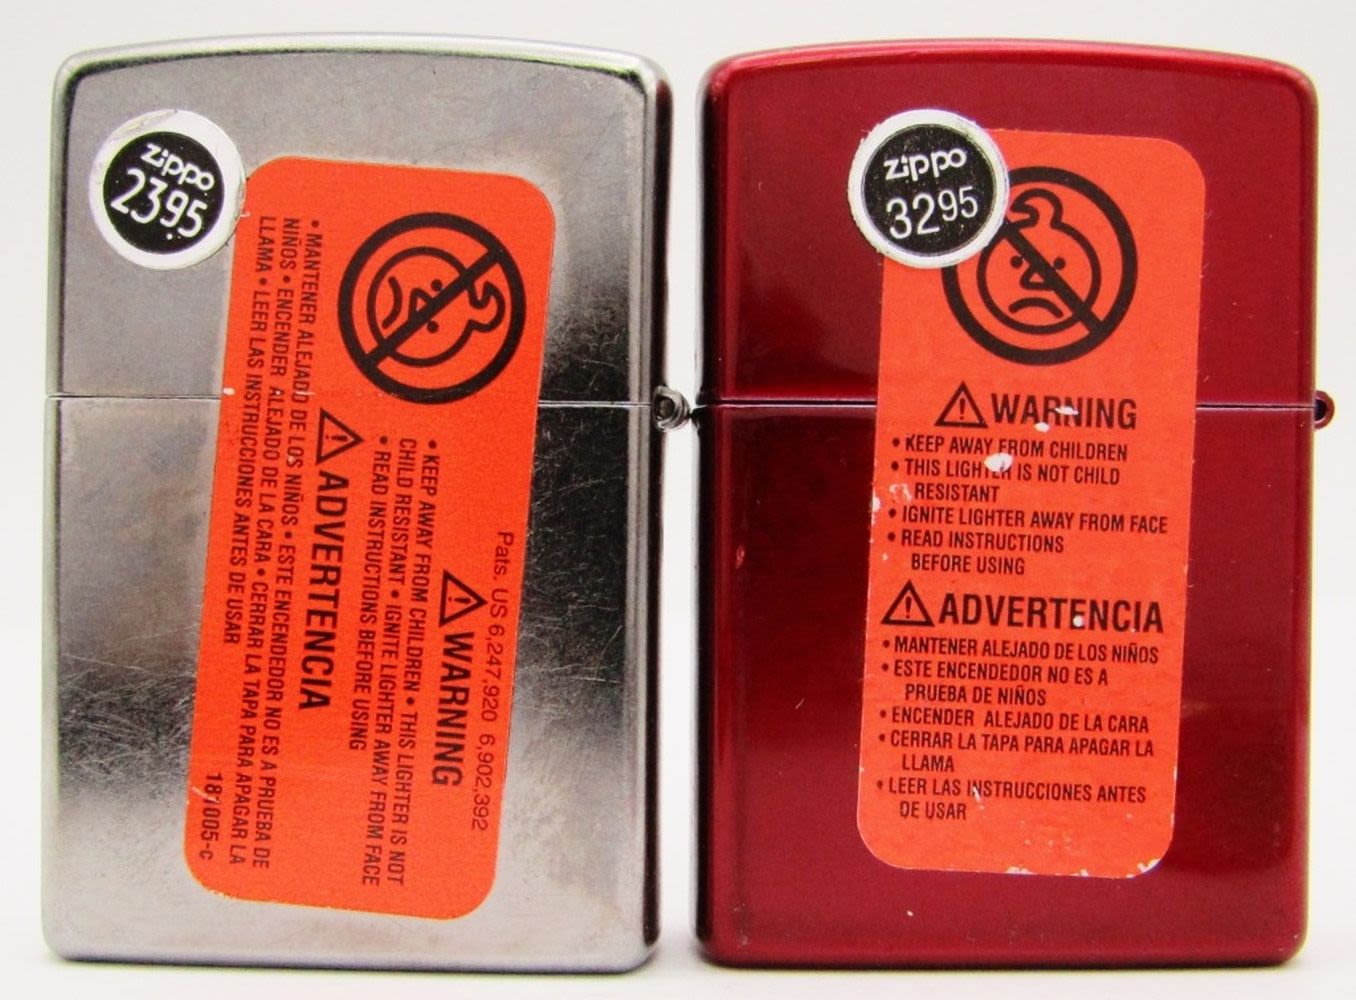 zippo
23.95
Pats. US 6,247,920 6,902,392
WARNING
• KEEP AWAY FROM CHILDREN • THIS LIGHTER IS NOT
CHILD RESISTANT • IGNITE LIGHTER AWAY FROM FACE
• READ INSTRUCTIONS BEFORE USING
ADVERTENCIA
• MANTENER ALEJADO DE LOS NIÑOS • ESTE ENCENDEDOR NO ES A PRUEBA DE
NIÑOS • ENCENDER ALEJADO DE LA CARA • CERRAR LA TAPA PARA APAGAR LA
LLAMA • LEER LAS INSTRUCCIONES ANTES DE USAR
181005-c
zippo
32 95
WARNING
• KEEP AWAY FROM CHILDREN
• THIS LIGHTER IS NOT CHILD
RESISTANT
• IGNITE LIGHTER AWAY FROM FACE
• READ INSTRUCTIONS
BEFORE USING
ADVERTENCIA
• MANTENER ALEJADO DE LOS NIÑOS
• ESTE ENCENDEDOR NO ES A
PRUEBA DE NIÑOS
• ENCENDER ALEJADO DE LA CARA
• CERRAR LA TAPA PARA APAGAR LA
LLAMA
• LEER LAS INSTRUCCIONES ANTES
DE USAR